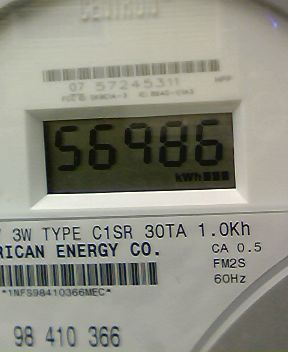 CENTRON
07 57245311
56986
kWh
3W TYPE C1SR 30TA 1.0Kh
RICAN ENERGY CO.
CA 0.5
FM2S
60Hz
*1NFS98410366MEC*
98 410 366